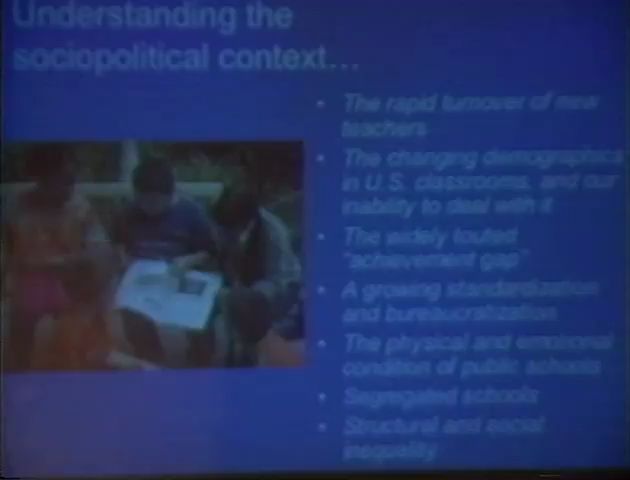 Understanding the
sociopolitical context...
• The rapid turnover of new
teachers
• The changing demographics
in U.S. classrooms, and our
inability to deal with it
• The widely touted
"achievement gap"
• A growing standardization
and bureaucratization
• The physical and emotional
condition of public schools
• Segregated schools
• Structural and social
inequality